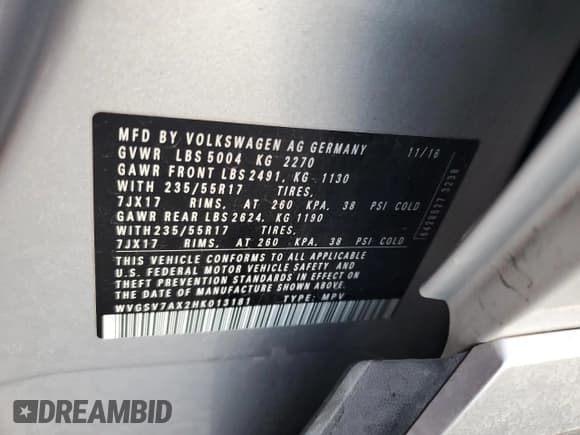 MFD BY VOLKSWAGEN AG GERMANY 11/16
GVWR LBS 5004 KG 2270
GAWR FRONT LBS 2491, KG 1130
WITH 235/55R17 TIRES,
7JX17 RIMS, AT 260 KPA, 38 PSI COLD
GAWR REAR LBS 2624, KG 1190
WITH 235/55R17 TIRES,
7JX17 RIMS, AT 260 KPA, 38 PSI COLD
THIS VEHICLE CONFORMS TO ALL APPLICABLE
U.S. FEDERAL MOTOR VEHICLE SAFETY AND
THEFT PREVENTION STANDARDS IN EFFECT ON
THE DATE OF MANUFACTURE SHOWN ABOVE.
WVGSV7AX2HK013181 TYPE: MPV
DREAMBID